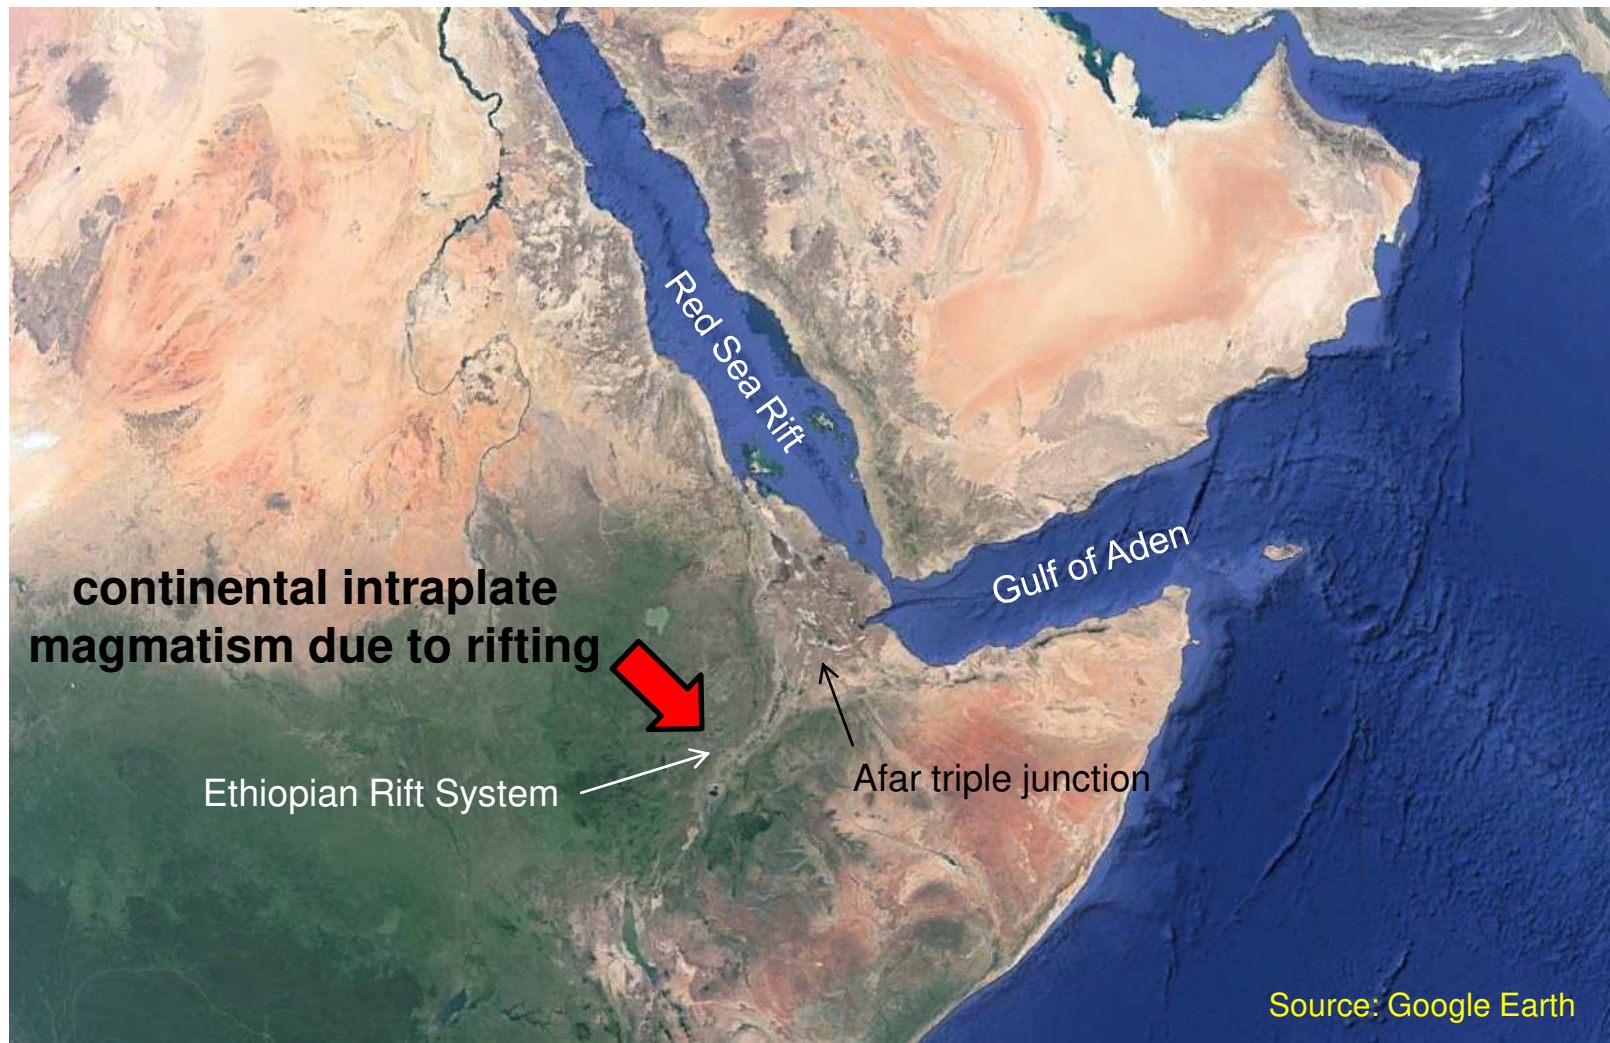 Red Sea Rift
Gulf of Aden
continental intraplate
magmatism due to rifting
Ethiopian Rift System
Afar triple junction
Source: Google Earth